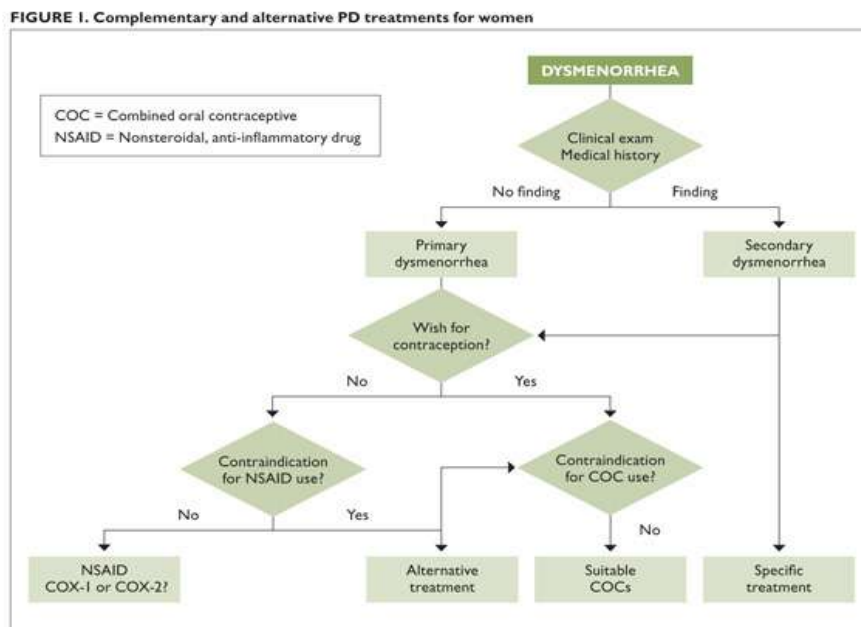 FIGURE 1. Complementary and alternative PD treatments for women
DYSMENORRHEA
COC = Combined oral contraceptive
NSAID = Nonsteroidal, anti-inflammatory drug
Clinical exam
Medical history
No finding
Finding
Primary
dysmenorrhea
Secondary
dysmenorrhea
Wish for
contraception?
No
Yes
Contraindication
for NSAID use?
Contraindication
for COC use?
No
Yes
No
NSAID
COX-1 or COX-2?
Alternative
treatment
Suitable
COCs
Specific
treatment